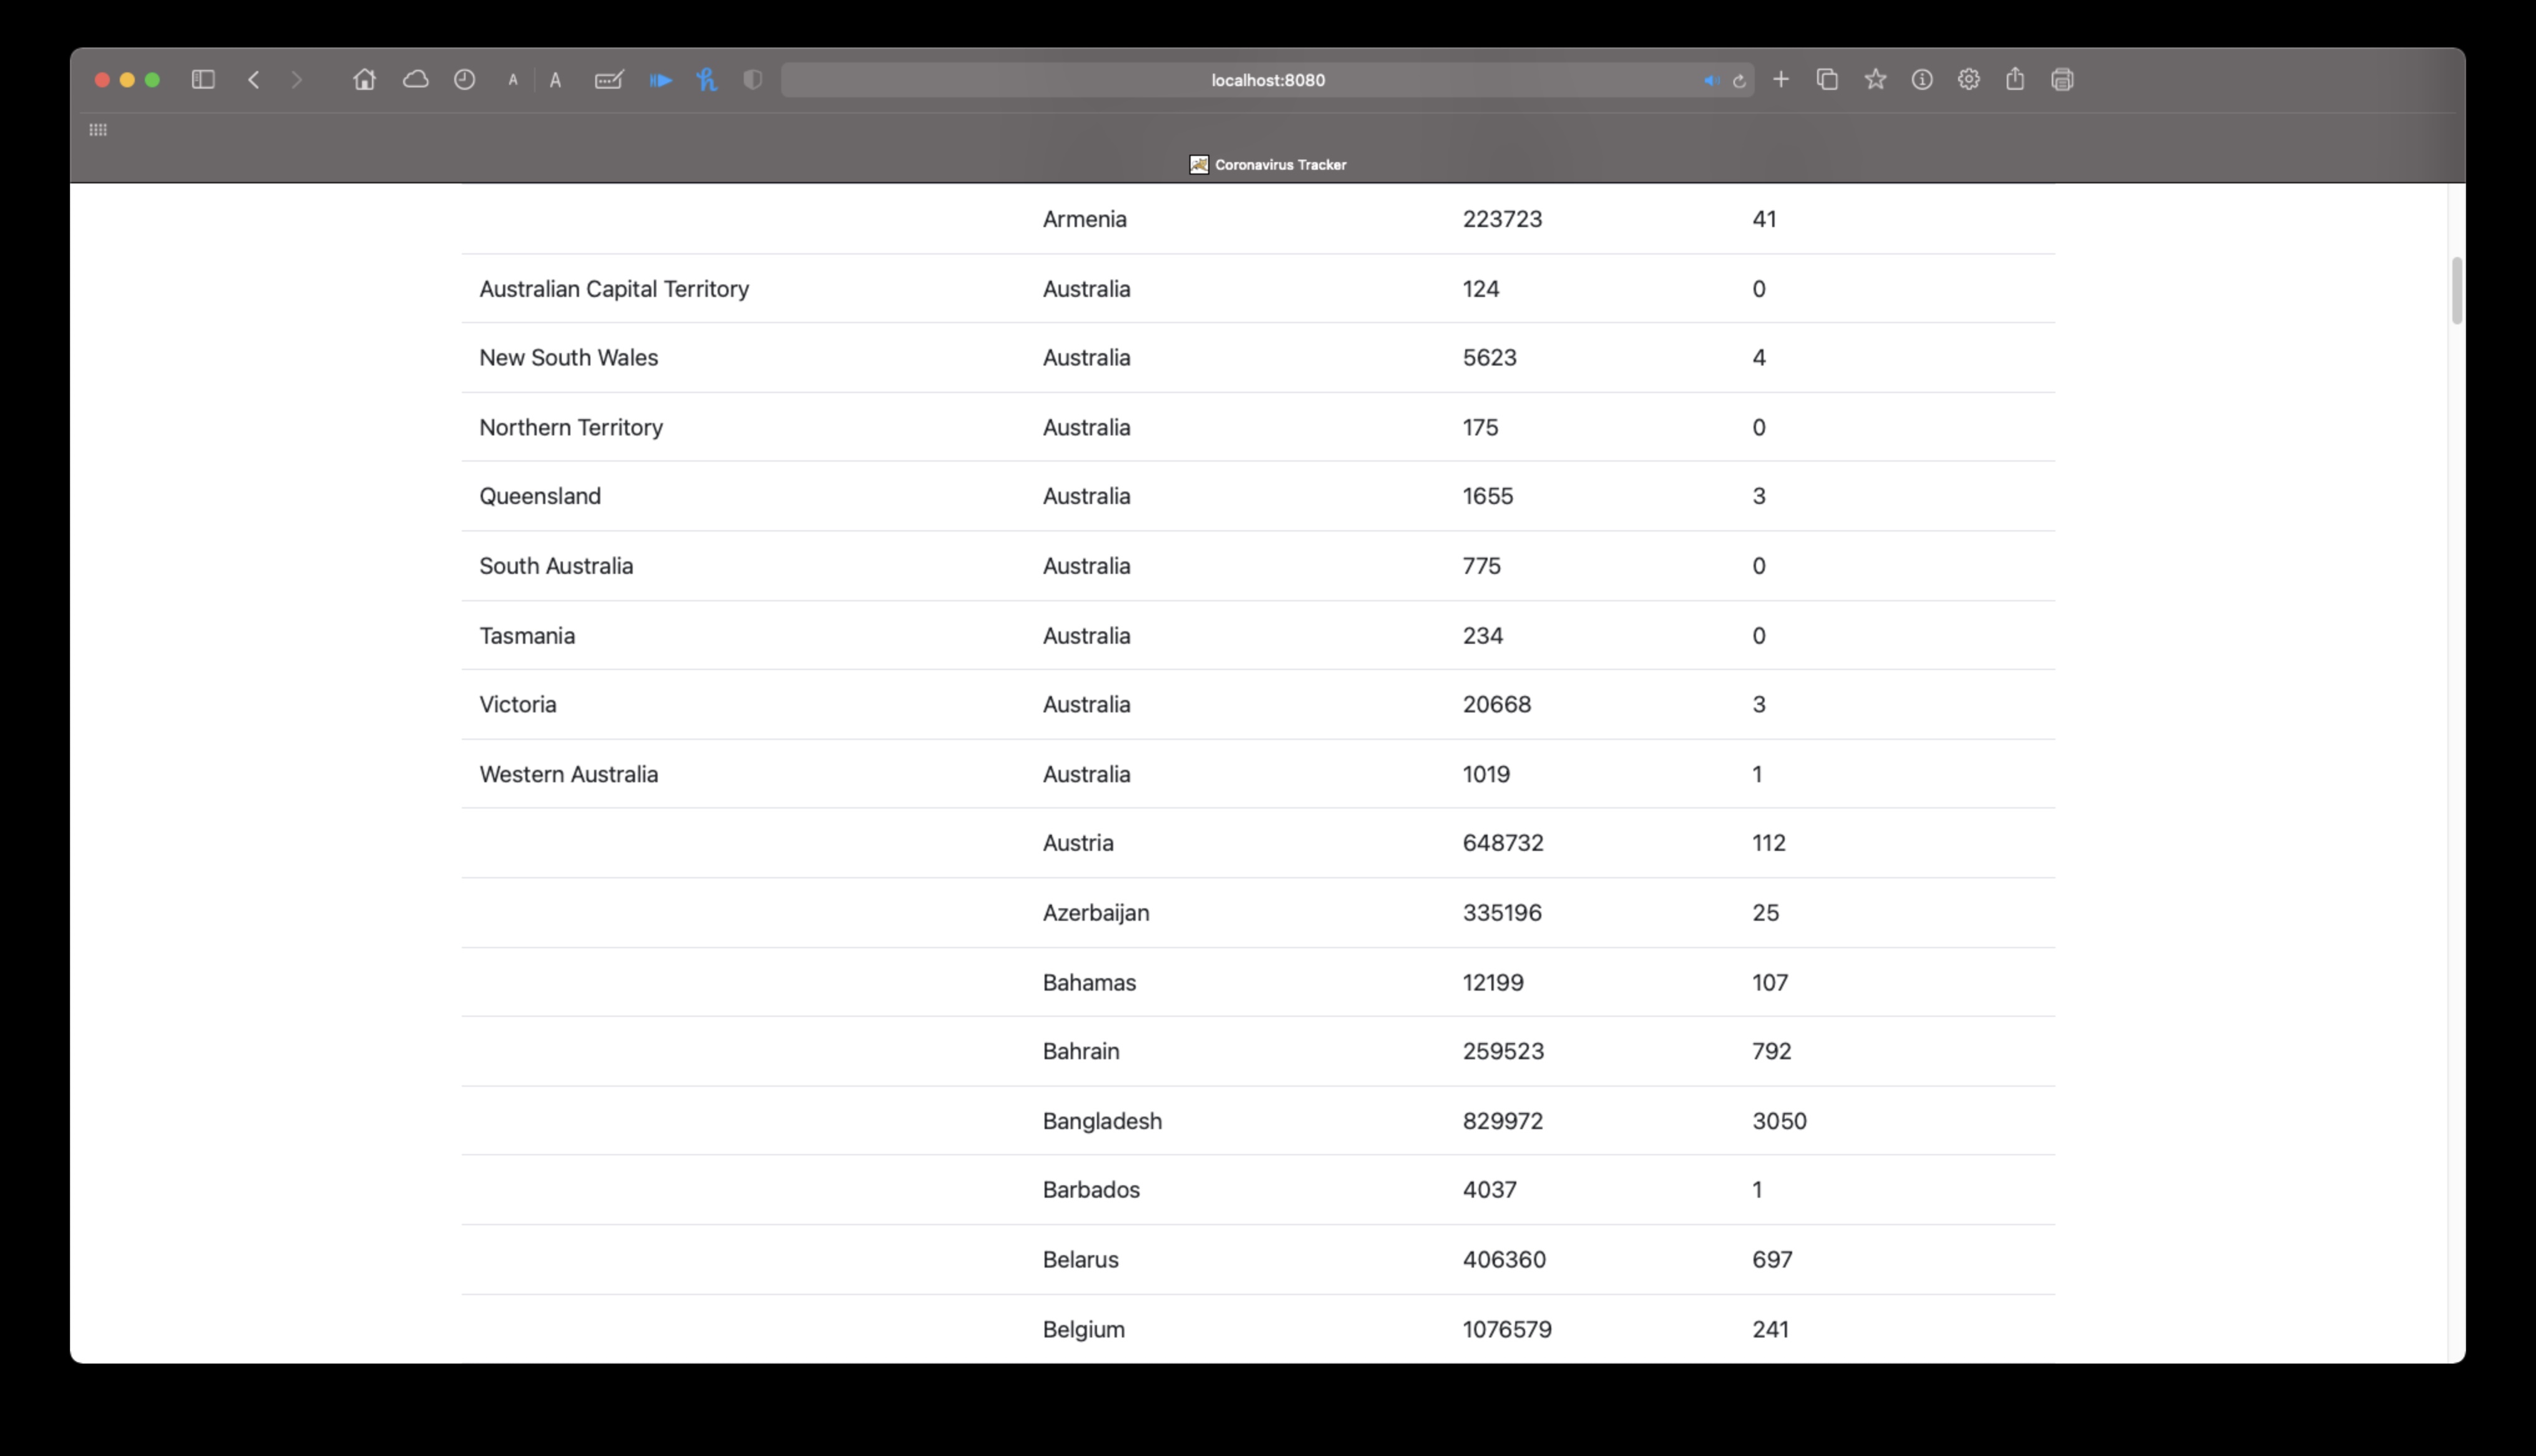 A A localhost:8080
Coronavirus Tracker
Armenia 223723 41
Australian Capital Territory Australia 124 0
New South Wales Australia 5623 4
Northern Territory Australia 175 0
Queensland Australia 1655 3
South Australia Australia 775 0
Tasmania Australia 234 0
Victoria Australia 20668 3
Western Australia Australia 1019 1
Austria 648732 112
Azerbaijan 335196 25
Bahamas 12199 107
Bahrain 259523 792
Bangladesh 829972 3050
Barbados 4037 1
Belarus 406360 697
Belgium 1076579 241